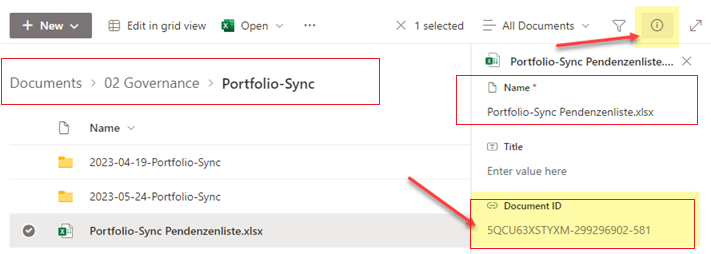 + New
Edit in grid view
Open
1 selected
All Documents
Documents > 02 Governance > Portfolio-Sync
Name
2023-04-19-Portfolio-Sync
2023-05-24-Portfolio-Sync
Portfolio-Sync Pendenzenliste.xlsx
Portfolio-Sync Pendenzenliste....
Name *
Portfolio-Sync Pendenzenliste.xlsx
Title
Enter value here
Document ID
5QCU63XSTYXM-299296902-581